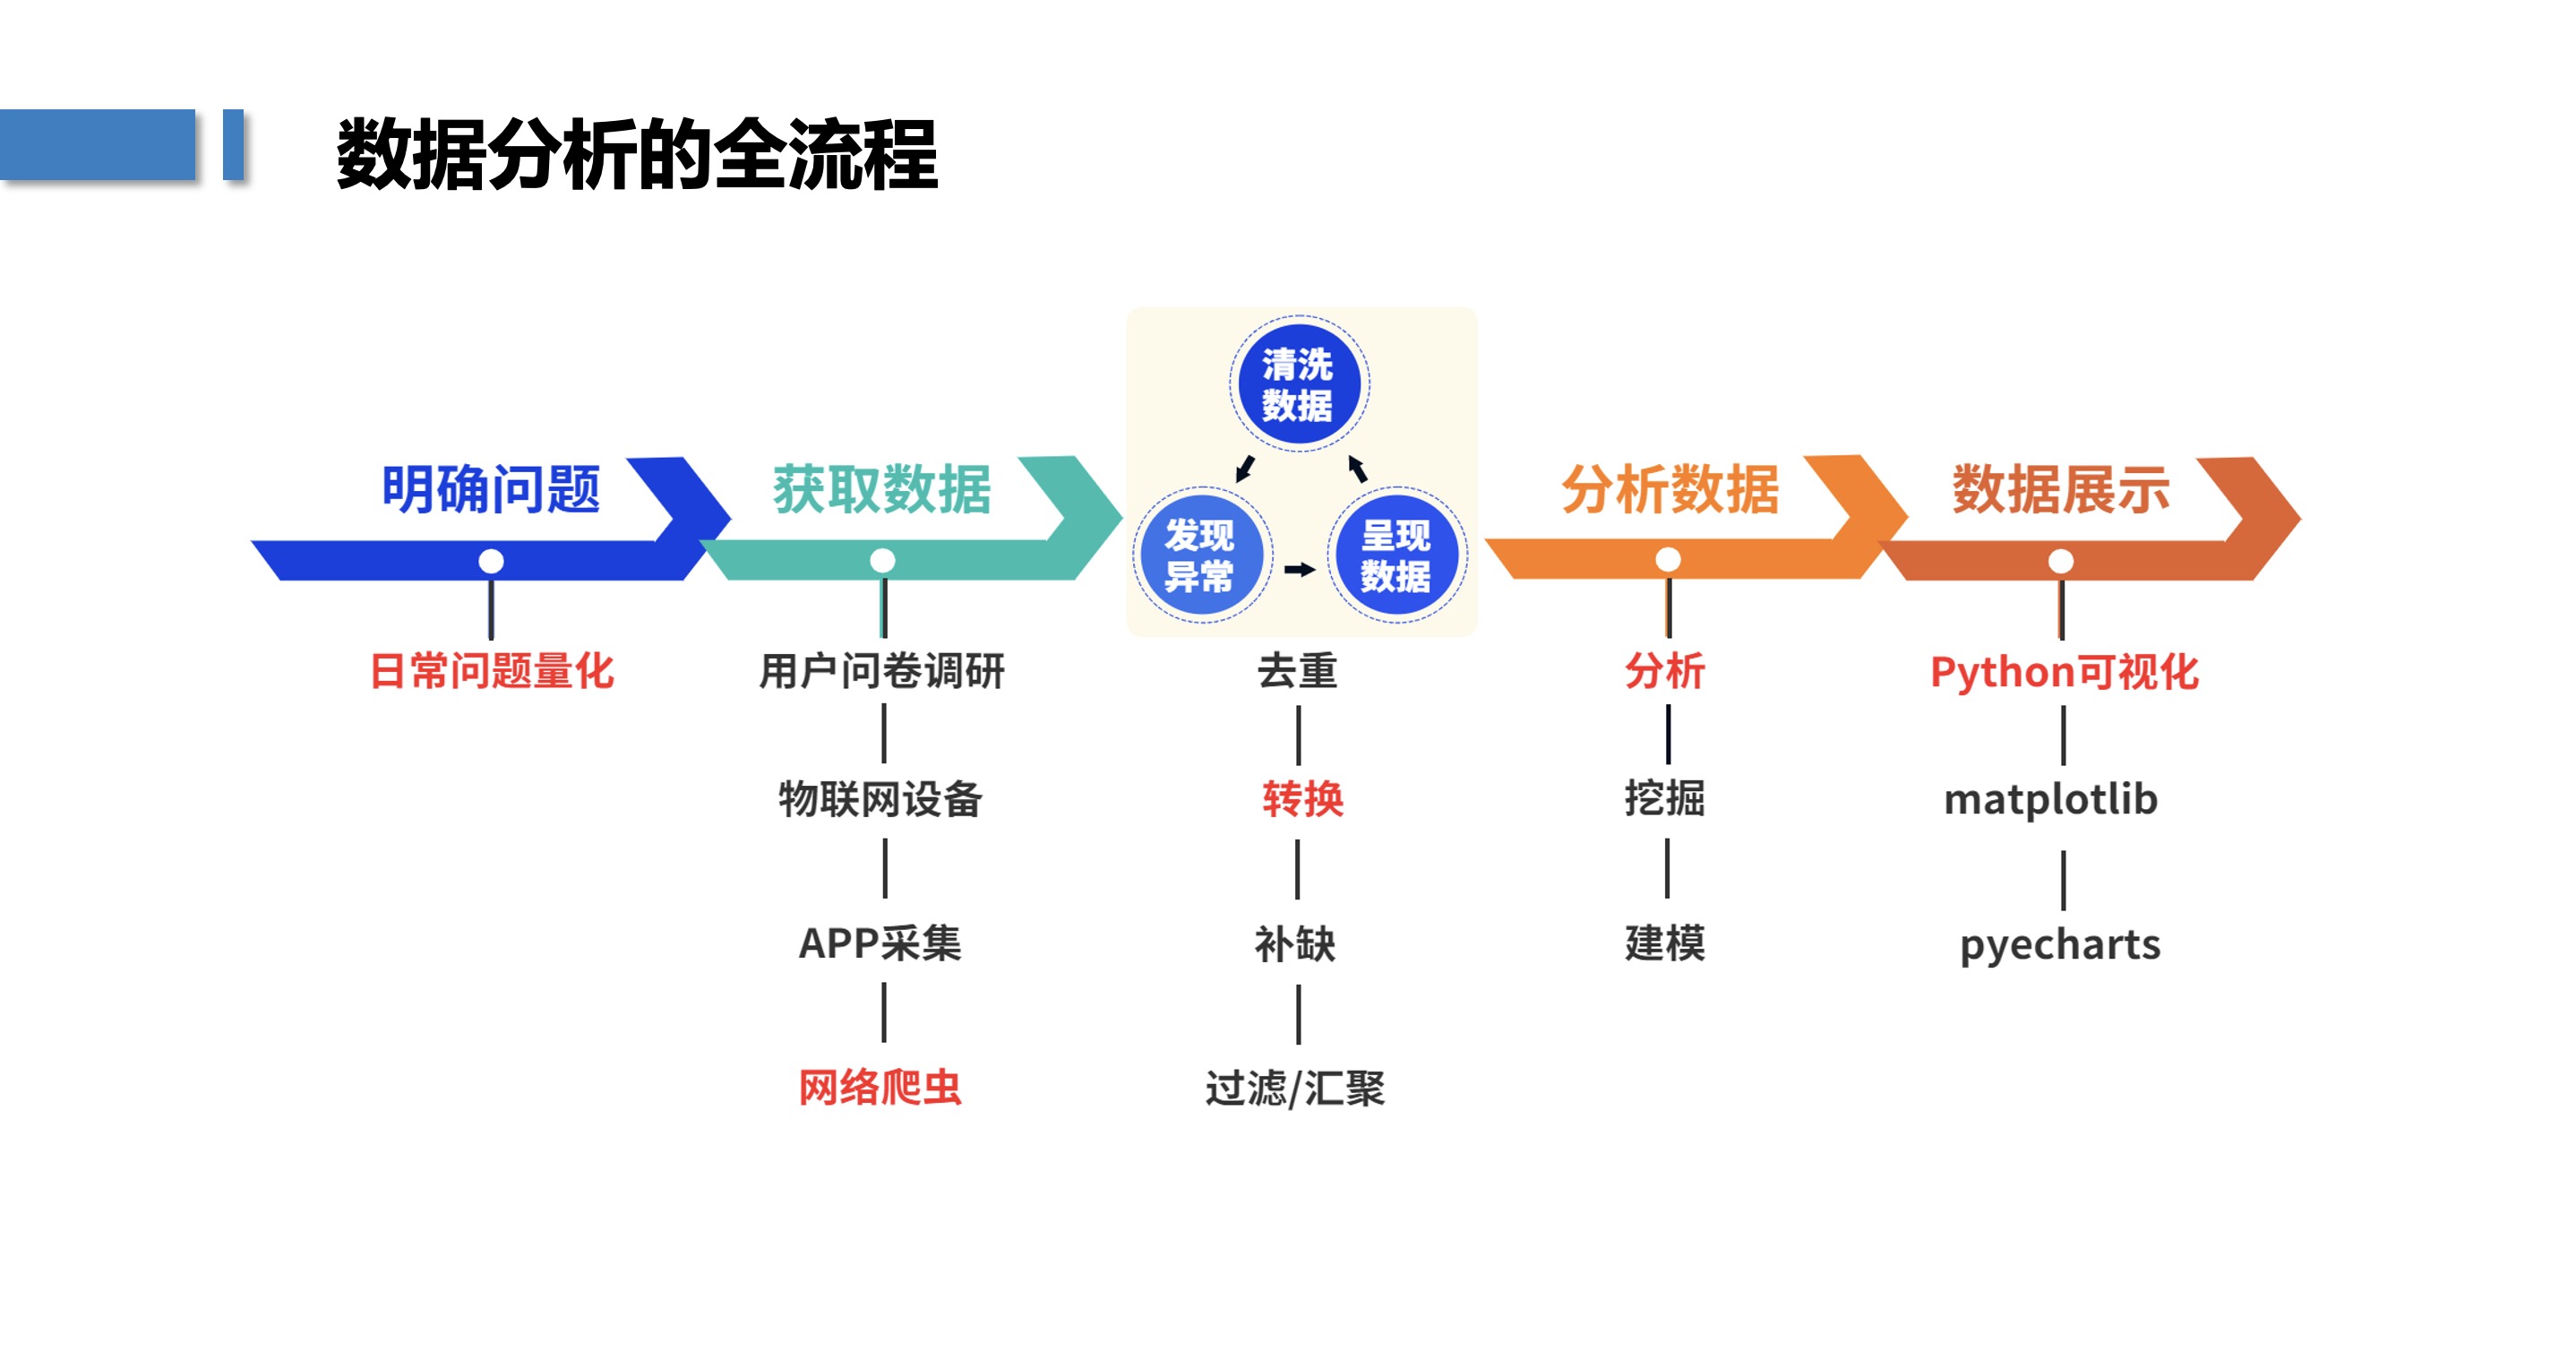 数据分析的全流程
明确问题
日常问题量化
获取数据
用户问卷调研
物联网设备
APP采集
网络爬虫
清洗
数据
发现
异常
呈现
数据
去重
转换
补缺
过滤/汇聚
分析数据
分析
挖掘
建模
数据展示
Python可视化
matplotlib
pyecharts